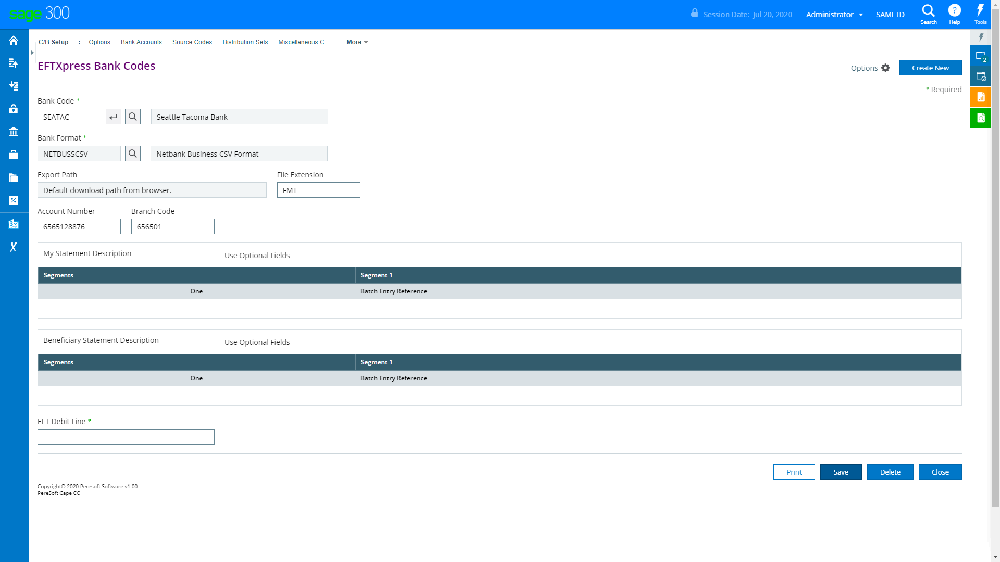 sage 300
Session Date: Jul 20, 2020
Administrator
SAMLTD
Search
Help
Tools
C/B Setup : Options Bank Accounts Source Codes Distribution Sets Miscellaneous C... More
2
EFTXpress Bank Codes
Options
Create New
* Required
Bank Code *
SEATAC
Seattle Tacoma Bank
Bank Format *
NETBUSSCSV
Netbank Business CSV Format
Export Path
File Extension
Default download path from browser.
FMT
Account Number
Branch Code
6565128876
656501
My Statement Description
Use Optional Fields
Segments
Segment 1
One
Batch Entry Reference
Beneficiary Statement Description
Use Optional Fields
Segments
Segment 1
One
Batch Entry Reference
EFT Debit Line *
Print
Save
Delete
Close
Copyright© 2020 Peresoft Software v1.00
PereSoft Cape CC